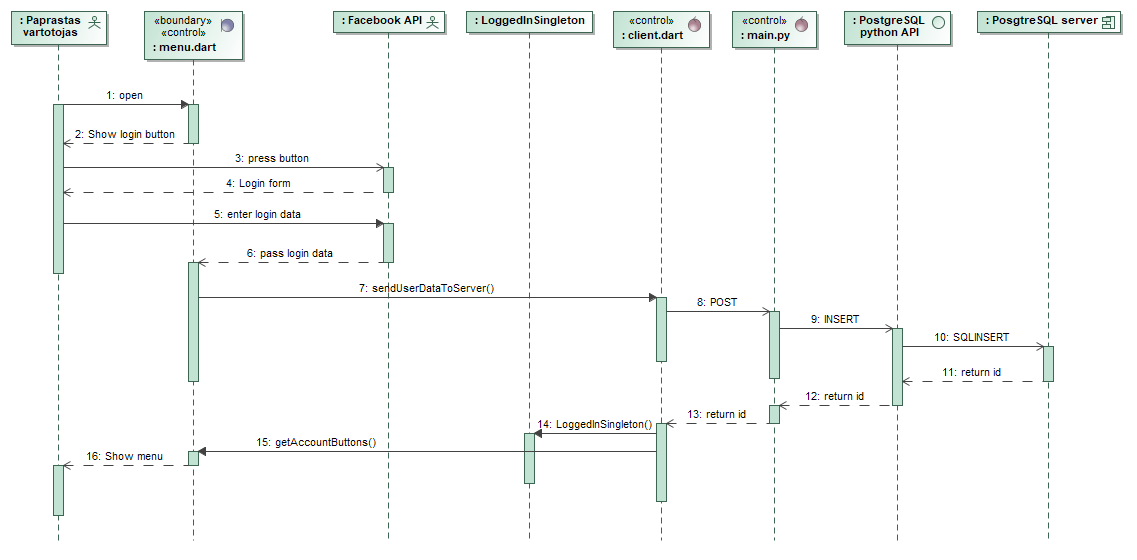 : Paprastas
vartotojas
«boundary»
«control»
: menu.dart
: Facebook API
: LoggedInSingleton
«control»
: client.dart
«control»
: main.py
: PostgreSQL
python API
: PosgtreSQL server
1: open
2: Show login button
3: press button
4: Login form
5: enter login data
6: pass login data
7: sendUserDataToServer()
8: POST
9: INSERT
10: SQLINSERT
11: return id
12: return id
13: return id
14: LoggedInSingleton()
15: getAccountButtons()
16: Show menu